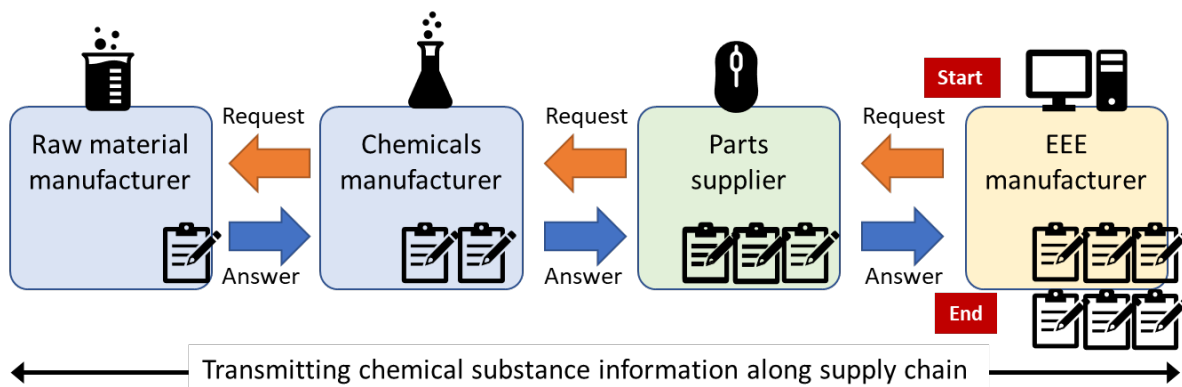 Start
Request
Request
Request
Raw material
manufacturer
Chemicals
manufacturer
Parts
supplier
EEE
manufacturer
Answer
Answer
Answer
End
Transmitting chemical substance information along supply chain